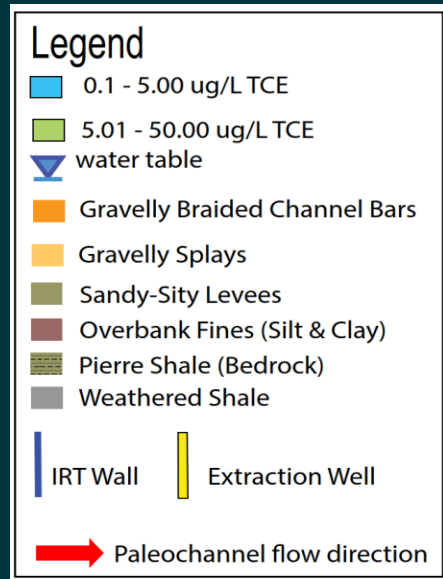 Legend
0.1 - 5.00 ug/L TCE
5.01 - 50.00 ug/L TCE
water table
Gravelly Braided Channel Bars
Gravelly Splays
Sandy-Sity Levees
Overbank Fines (Silt & Clay)
Pierre Shale (Bedrock)
Weathered Shale
IRT Wall Extraction Well
Paleochannel flow direction